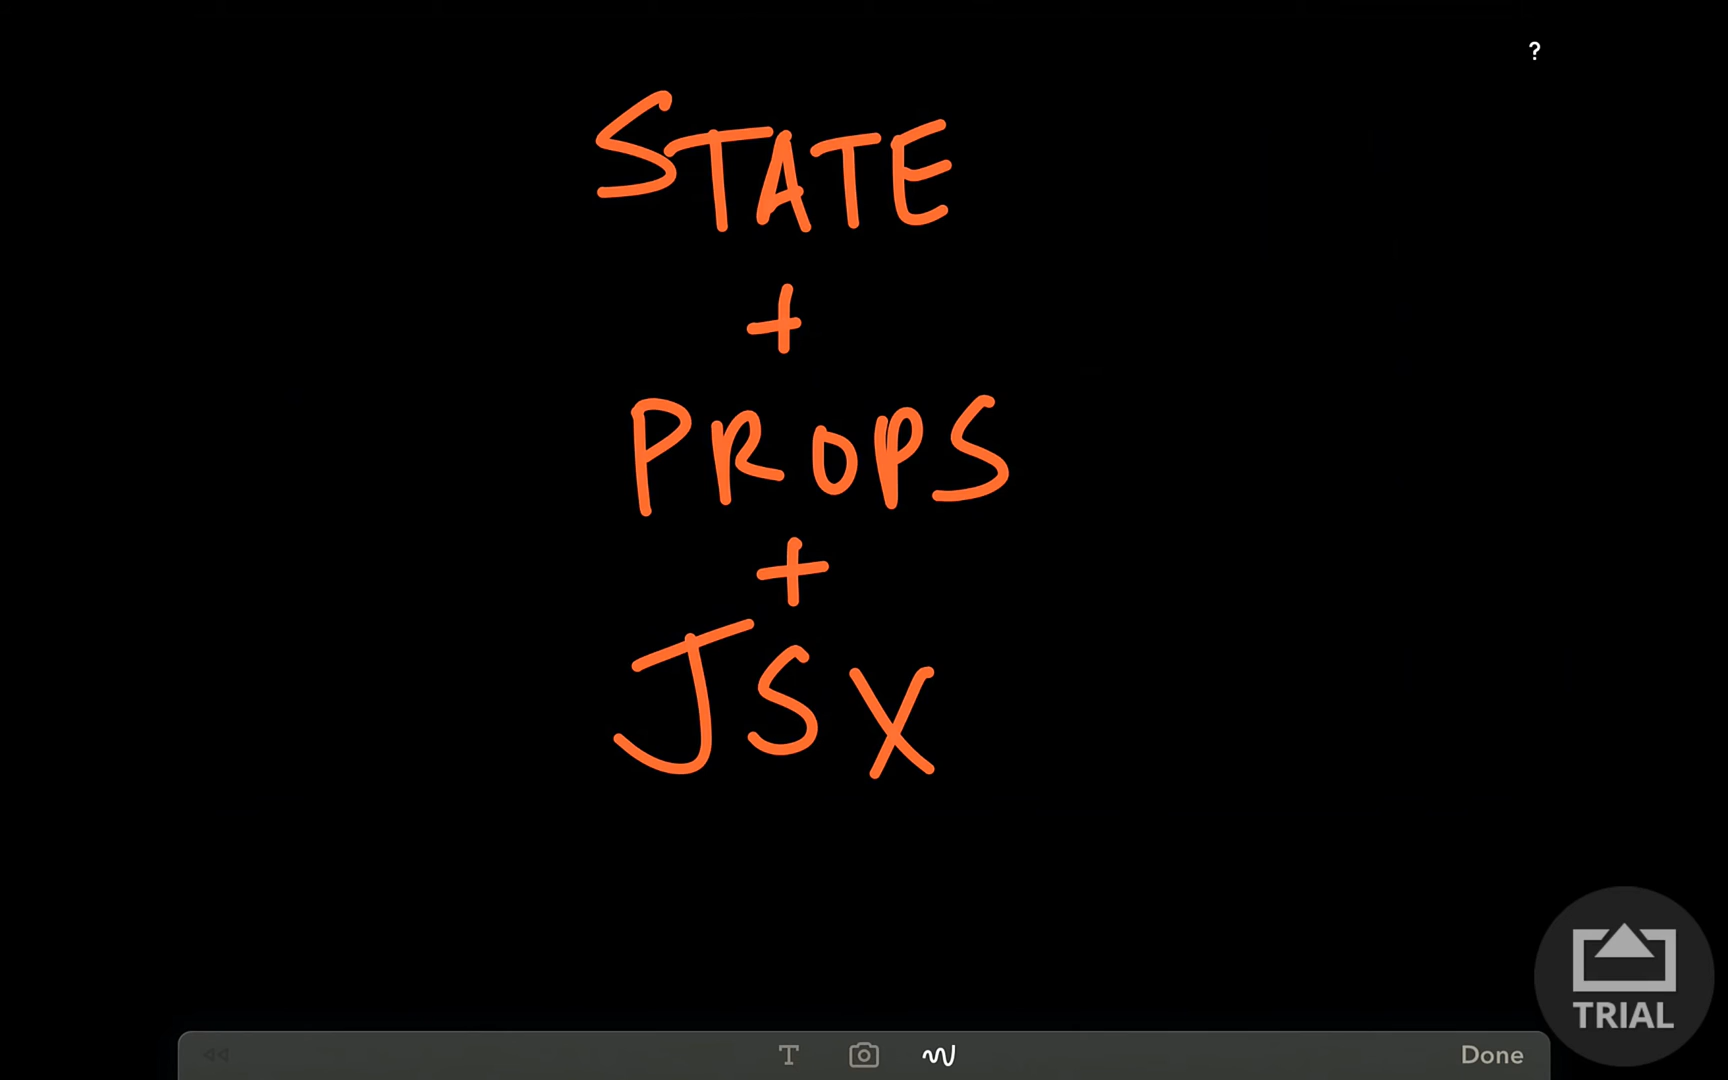 ?
STATE
+
PROPS
+
JSX
TRIAL
T
Done